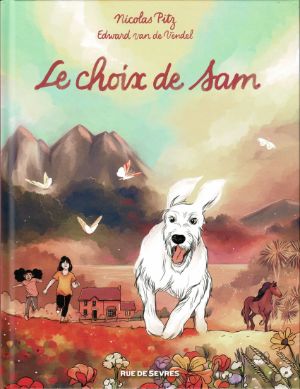 Nicolas Pitz
Edward van de Vendel
Le choix de Sam
RUE DE SÈVRES